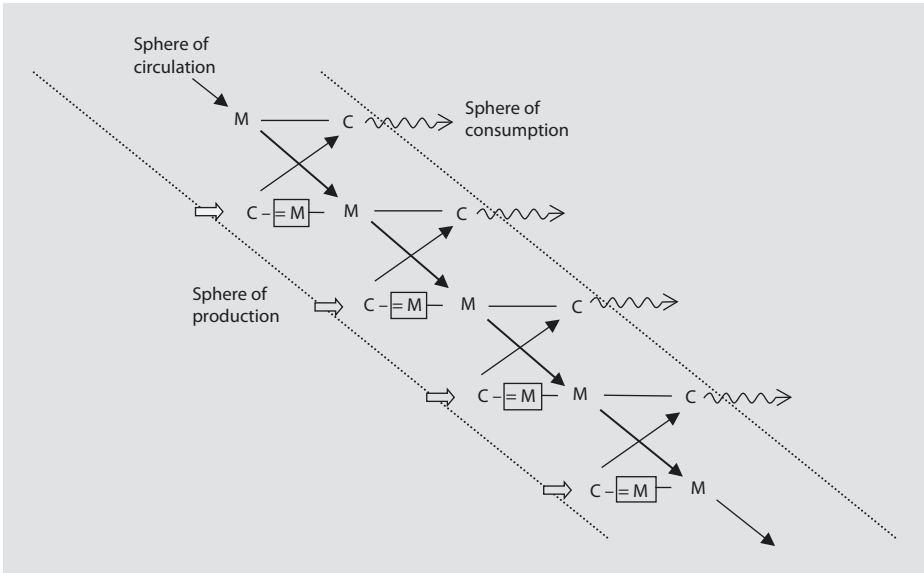 Sphere of
circulation
M C
Sphere of
consumption
C – = M – M C
Sphere of
production
C – = M – M C
C – = M – M C
C – = M – M